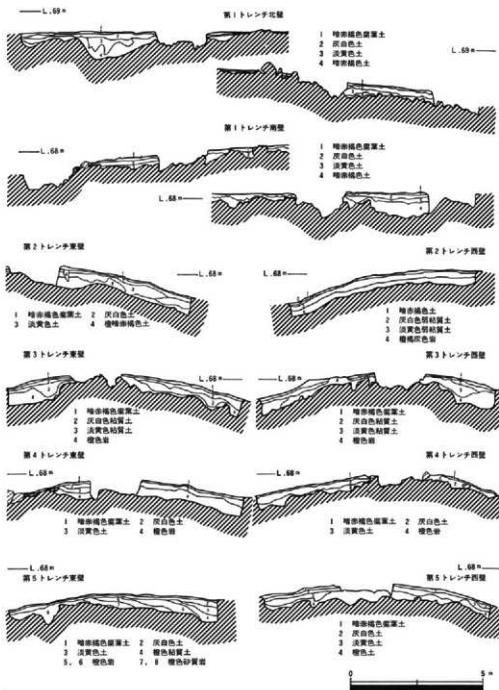 L.69m
第1トレンチ北壁
1 暗赤橘色腐葉土
2 灰白色土
3 淡黄色土
4 暗赤橘色土
L.69m
第1トレンチ南壁
L.68m
1 暗赤橘色腐葉土
2 灰白色土
3 淡黄色土
4 暗赤橘色土
L.68m
第2トレンチ東壁
L.68m
1 暗赤橘色腐葉土 2 灰白色土
3 淡黄色土 4 橙暗赤橘色土
第2トレンチ西壁
L.68m
1 暗赤橘色土
2 灰白色弱粘質土
3 淡黄色弱粘質土
4 橙橘灰色岩
第3トレンチ東壁
L.68m
1 暗赤橘色腐葉土
2 灰白色粘質土
3 淡黄色粘質土
4 橙色岩
第3トレンチ西壁
L.68m
1 暗赤橘色腐葉土
2 灰白色粘質土
3 淡黄色粘質土
4 橙色岩
第4トレンチ東壁
L.68m
1 暗赤橘色腐葉土 2 灰白色土
3 淡黄色土 4 橙色岩
第4トレンチ西壁
L.68m
1 暗赤橘色腐葉土 2 灰白色土
3 淡黄色土 4 橙色岩
L.68m
第5トレンチ東壁
1 暗赤橘色腐葉土 2 灰白色土
3 淡黄色土 4 橙色粘質土
5,6 橙色岩 7,8 橙色砂質岩
L.68m
第5トレンチ西壁
1 暗赤橘色腐葉土
2 灰白色土
3 淡黄色土
4 橙色土
0 5m